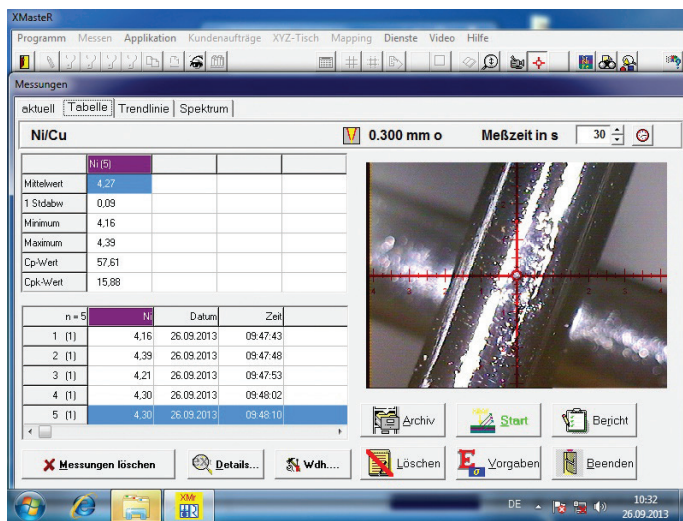 XMasteR
Programm Messen Applikation Kundenaufträge XYZ-Tisch Mapping Dienste Video Hilfe
Messungen
aktuell Tabelle Trendlinie Spektrum
Ni/Cu 0.300 mm o Meßzeit in s 30
Ni (5)
Mittelwert 4,27
1 Stdabw 0,09
Minimum 4,16
Maximum 4,39
Cp-Wert 57,61
Cpk-Wert 15,88
n = 5 Ni Datum Zeit
1 (1) 4,16 26.09.2013 09:47:43
2 (1) 4,39 26.09.2013 09:47:48
3 (1) 4,21 26.09.2013 09:47:53
4 (1) 4,30 26.09.2013 09:48:02
5 (1) 4,30 26.09.2013 09:48:10
Archiv Start Bericht
Messungen löschen Details... Wdh.... Löschen Vorgaben Beenden
XMr
DE 10:32
26.09.2013